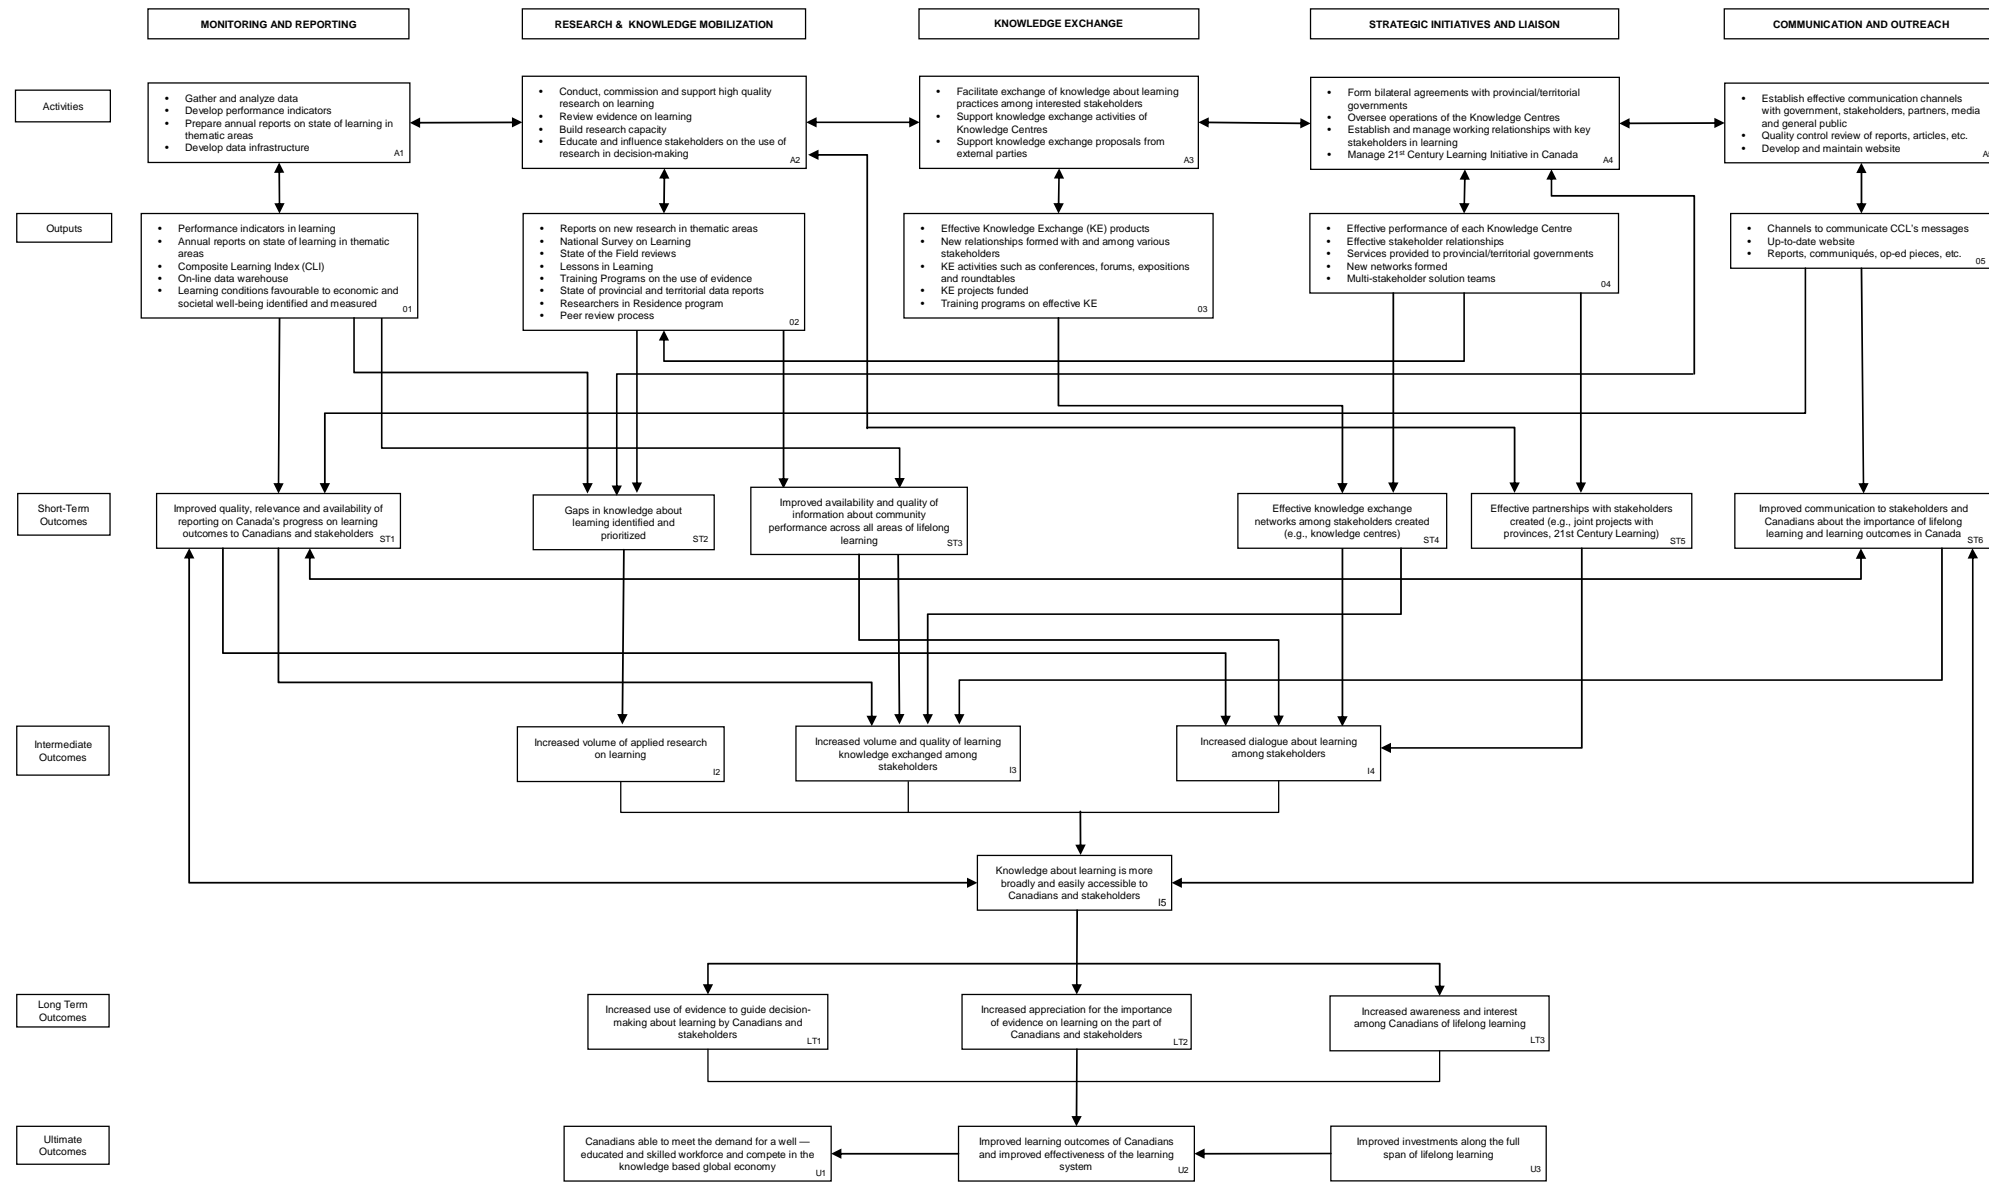 MONITORING AND REPORTING
RESEARCH & KNOWLEDGE MOBILIZATION
KNOWLEDGE EXCHANGE
STRATEGIC INITIATIVES AND LIAISON
COMMUNICATION AND OUTREACH
Activities
• Gather and analyze data
• Develop performance indicators
• Prepare annual reports on state of learning in
thematic areas
• Develop data infrastructure
A1
• Conduct, commission and support high quality
research on learning
• Review evidence on learning
• Build research capacity
• Educate and influence stakeholders on the use of
research in decision-making
A2
• Facilitate exchange of knowledge about learning
practices among interested stakeholders
• Support knowledge exchange activities of
Knowledge Centres
• Support knowledge exchange proposals from
external parties
A3
• Form bilateral agreements with provincial/territorial
governments
• Oversee operations of the Knowledge Centres
• Establish and manage working relationships with key
stakeholders in learning
• Manage 21st Century Learning Initiative in Canada
A4
• Establish effective communication channels
with government, stakeholders, partners, media
and general public
• Quality control review of reports, articles, etc.
• Develop and maintain website
Outputs
• Performance indicators in learning
• Annual reports on state of learning in thematic
areas
• Composite Learning Index (CLI)
• On-line data warehouse
• Learning conditions favourable to economic and
societal well-being identified and measured
01
• Reports on new research in thematic areas
• National Survey on Learning
• State of the Field reviews
• Lessons in Learning
• Training Programs on the use of evidence
• State of provincial and territorial data reports
• Researchers in Residence program
• Peer review process
02
• Effective Knowledge Exchange (KE) products
• New relationships formed with and among various
stakeholders
• KE activities such as conferences, forums, expositions
and roundtables
• KE projects funded
• Training programs on effective KE
03
• Effective performance of each Knowledge Centre
• Effective stakeholder relationships
• Services provided to provincial/territorial governments
• New networks formed
• Multi-stakeholder solution teams
04
• Channels to communicate CCL's messages
• Up-to-date website
• Reports, communiqués, op-ed pieces, etc.
05
Short-Term
Outcomes
Improved quality, relevance and availability of
reporting on Canada's progress on learning
outcomes to Canadians and stakeholders
ST1
Gaps in knowledge about
learning identified and
prioritized
ST2
Improved availability and quality of
information about community
performance across all areas of lifelong
learning
ST3
Effective knowledge exchange
networks among stakeholders created
(e.g., knowledge centres)
ST4
Effective partnerships with stakeholders
created (e.g., joint projects with
provinces, 21st Century Learning)
ST5
Improved communication to stakeholders and
Canadians about the importance of lifelong
learning and learning outcomes in Canada
ST6
Intermediate
Outcomes
Increased volume of applied research
on learning
I2
Increased volume and quality of learning
knowledge exchanged among
stakeholders
I3
Increased dialogue about learning
among stakeholders
I4
Knowledge about learning is more
broadly and easily accessible to
Canadians and stakeholders
I5
Long Term
Outcomes
Increased use of evidence to guide decision-
making about learning by Canadians and
stakeholders
LT1
Increased appreciation for the importance
of evidence on learning on the part of
Canadians and stakeholders
LT2
Increased awareness and interest
among Canadians of lifelong learning
LT3
Ultimate
Outcomes
Canadians able to meet the demand for a well —
educated and skilled workforce and compete in the
knowledge based global economy
U1
Improved learning outcomes of Canadians
and improved effectiveness of the learning
system
U2
Improved investments along the full
span of lifelong learning
U3